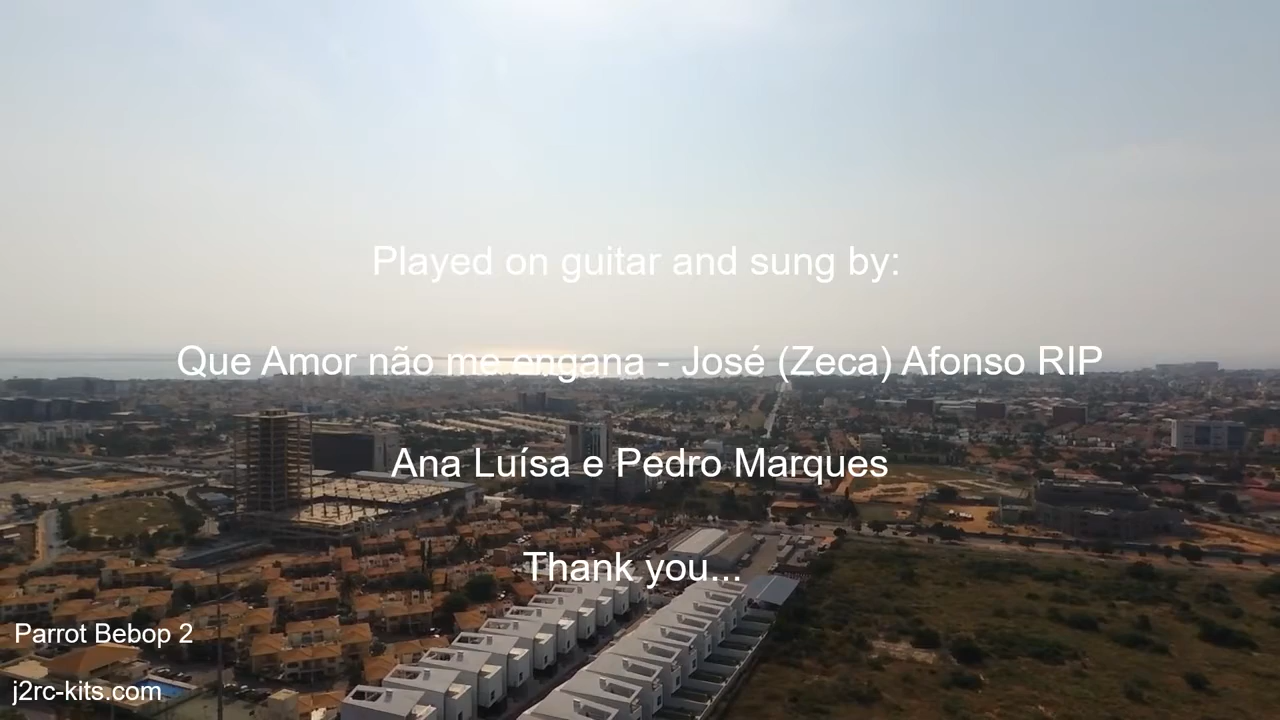 Played on guitar and sung by:
Que Amor não me engana - José (Zeca) Afonso RIP
Ana Luísa e Pedro Marques
Thank you...
Parrot Bebop 2
j2rc-kits.com